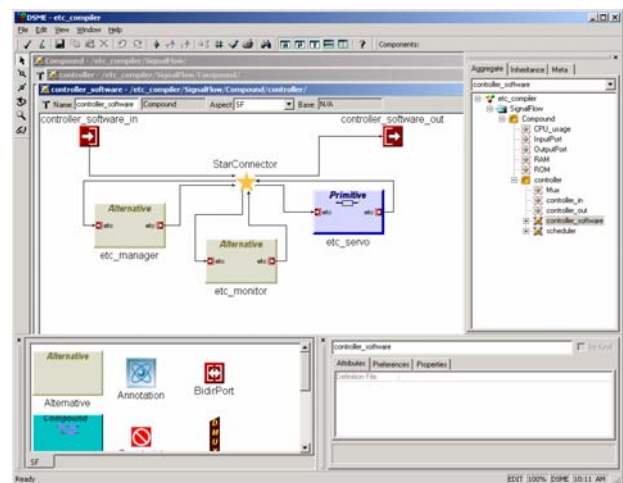 DSME - etc_compiler
File Edit View Window Help
Components:
Compound - /etc_compiler/SignalFlow/
controller - /etc_compiler/SignalFlow/Compound/
controller_software - /etc_compiler/SignalFlow/Compound/controller/
Name: controller_software Compound Aspect: SF Base: N/A
controller_software_in
controller_software_out
StarConnector
Primitive
etc etc
etc_servo
Alternative
etc etc
etc_manager
Alternative
etc etc
etc_monitor
Aggregate Inheritance Meta
controller_software
etc_compiler
SignalFlow
Compound
CPU_usage
InputPort
OutputPort
RAM
ROM
controller
Mux
controller_in
controller_out
controller_software
scheduler
Alternative
Alternative
Annotation
BidirPort
Compound
SF
controller_software
Attributes Preferences Properties
Definition File
Ready
EDIT 100% DSME 10:11 AM